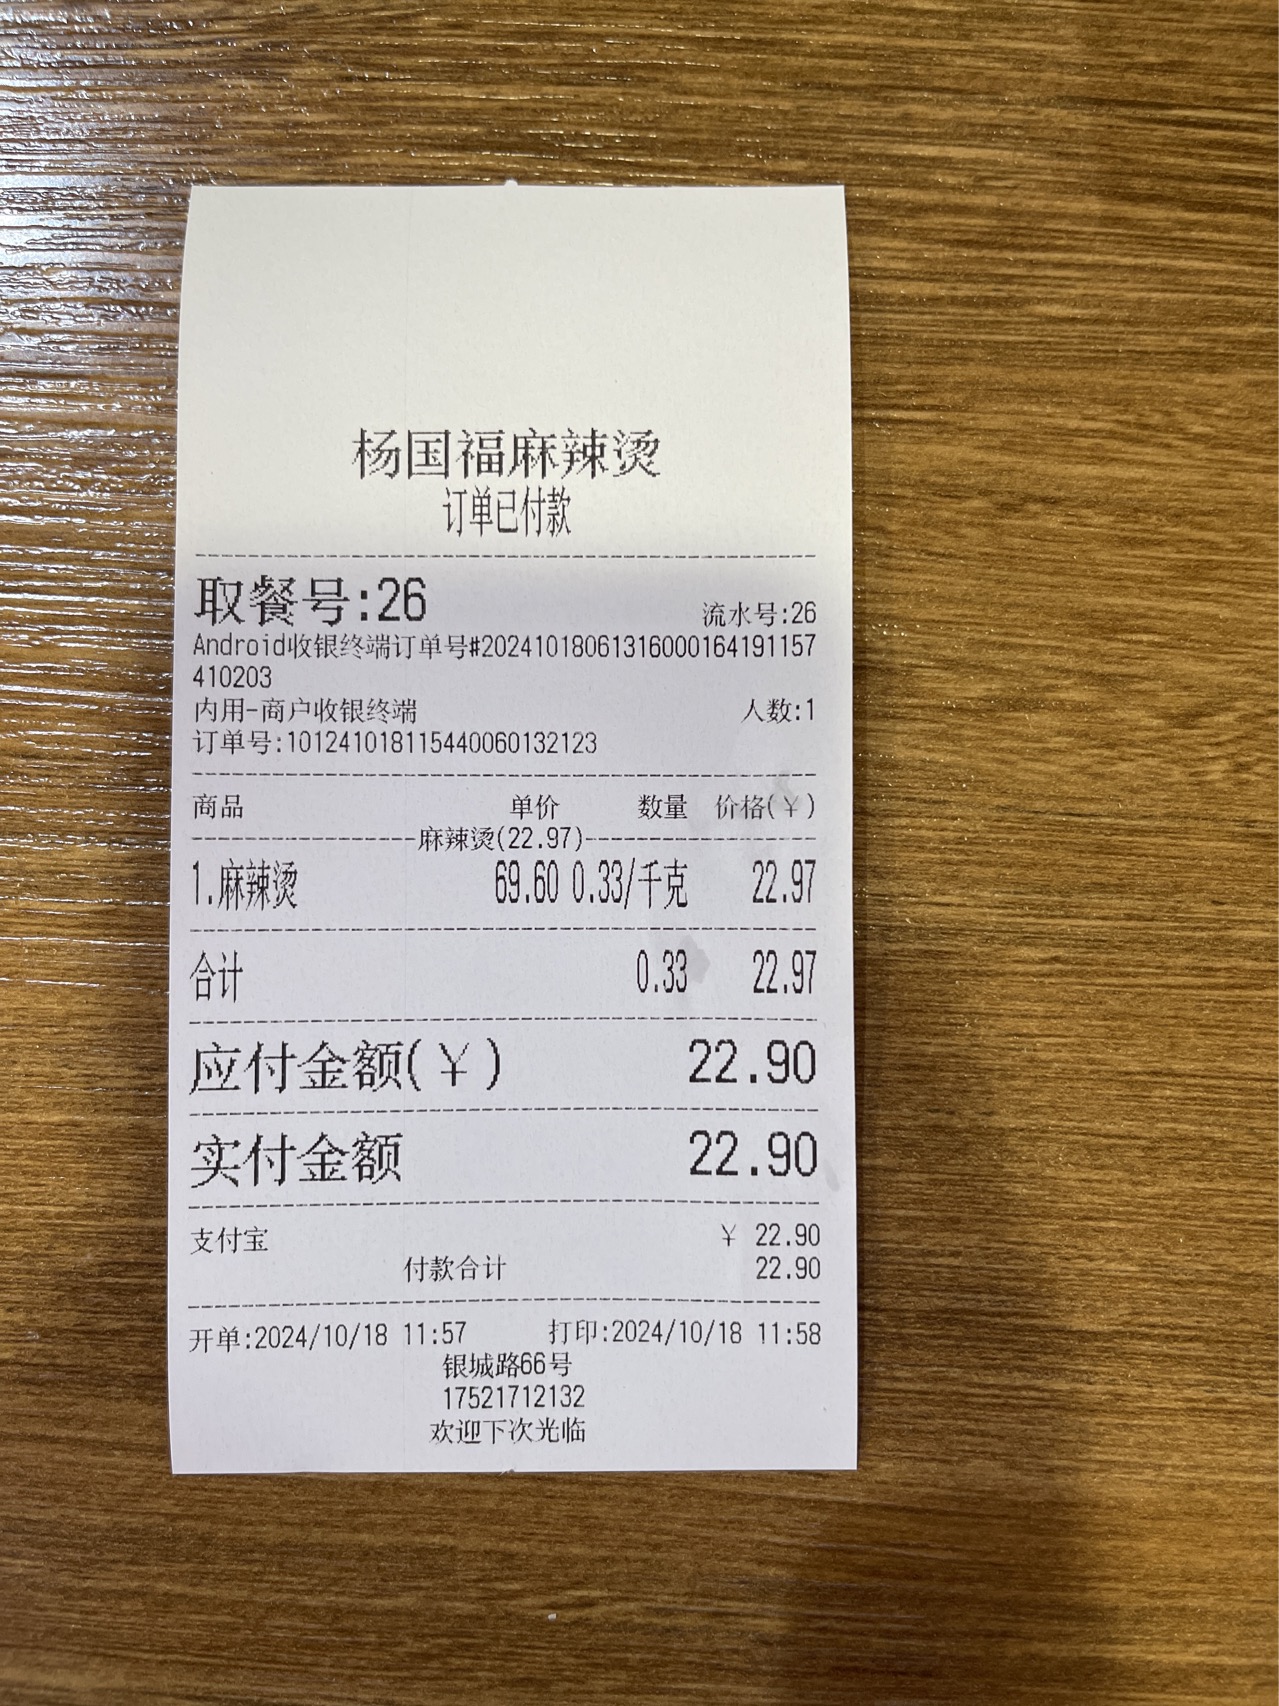 杨国福麻辣烫
订单已付款
取餐号:26 流水号:26
Android收银终端订单号#20241018061316000164191157
410203
内用-商户收银终端 人数:1
订单号:1012410181154400601321​23
商品 单价 数量 价格(¥)
麻辣烫(22.97)
1.麻辣烫 69.60 0.33/千克 22.97
合计 0.33 22.97
应付金额(¥) 22.90
实付金额 22.90
支付宝 ¥ 22.90
付款合计 22.90
开单:2024/10/18 11:57 打印:2024/10/18 11:58
银城路66号
17521712132
欢迎下次光临